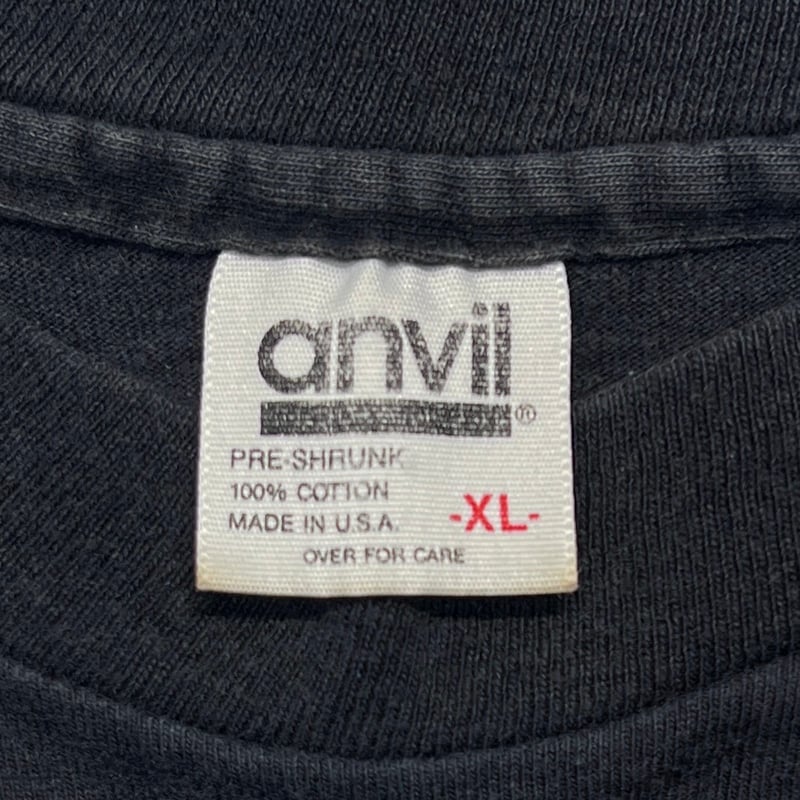 anvil®
PRE-SHRUNK
100% COTTON
MADE IN U.S.A.
-XL-
OVER FOR CARE